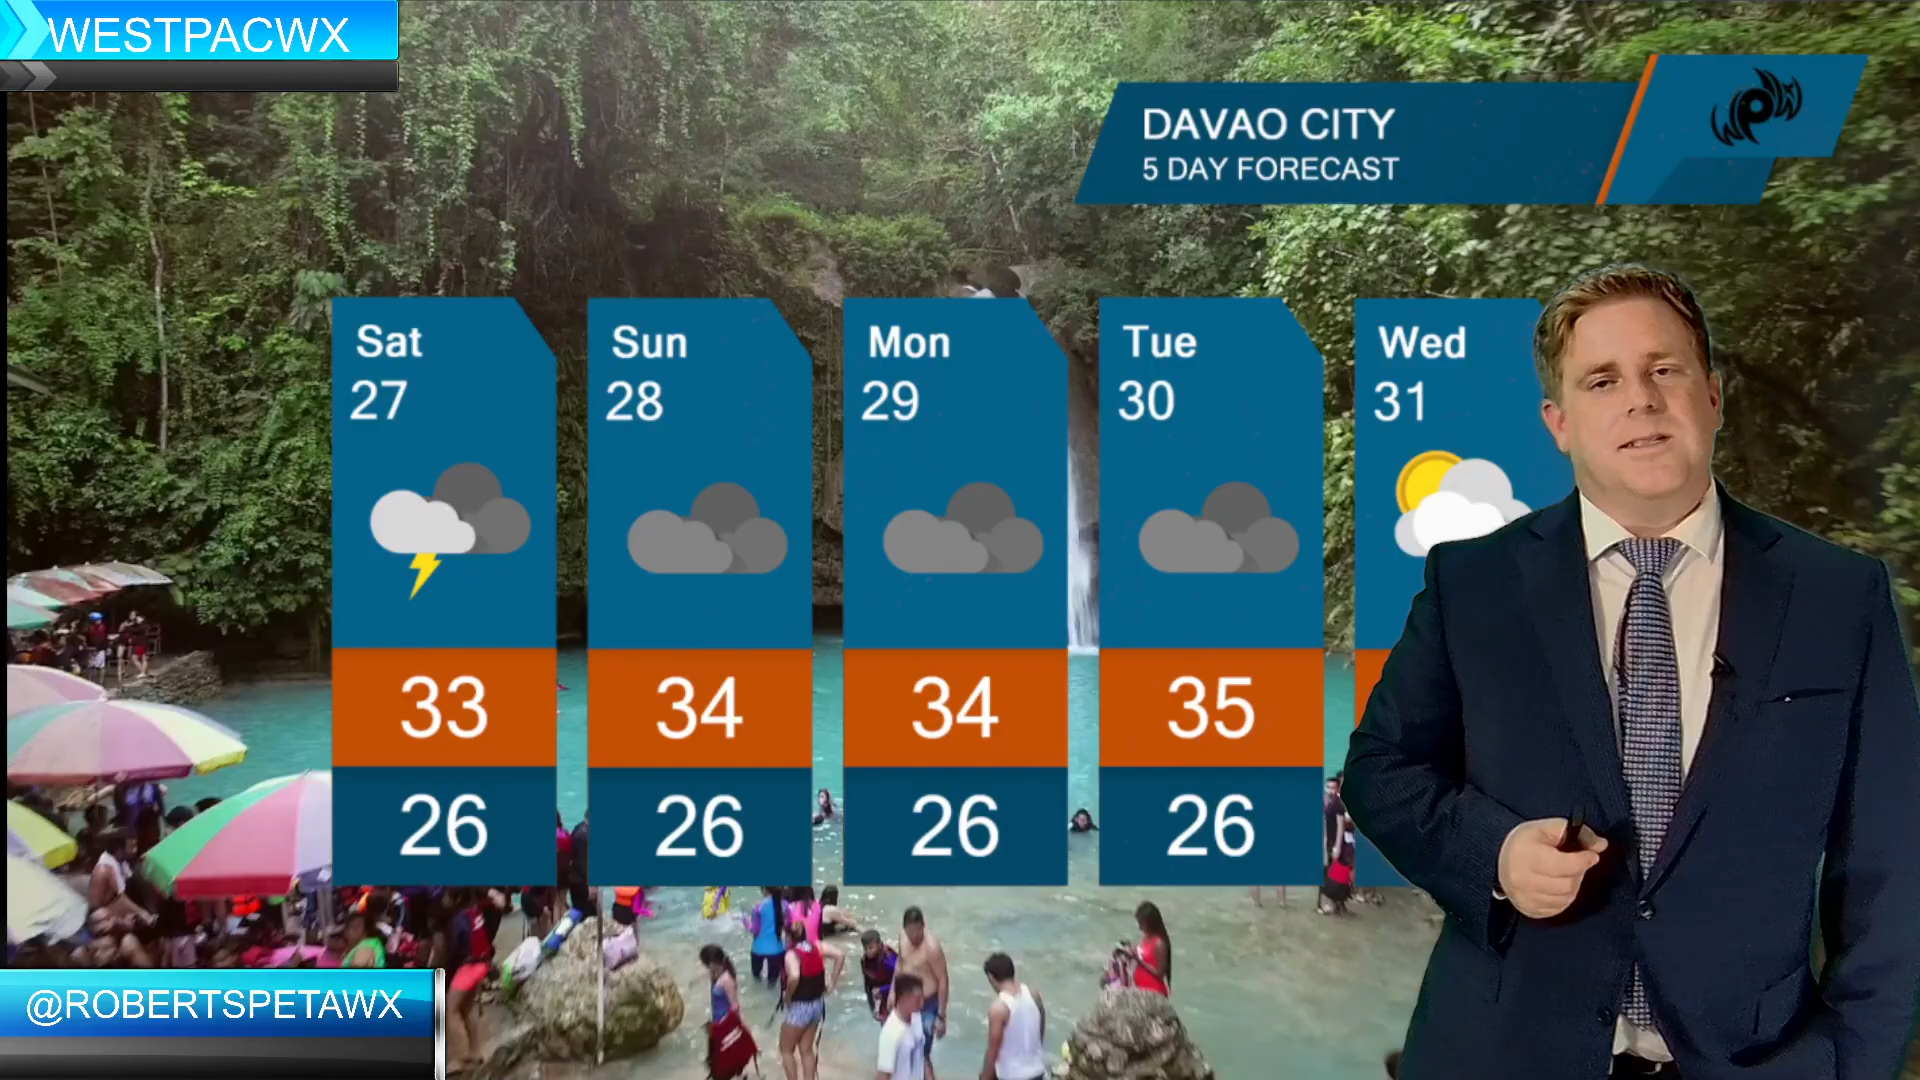 WESTPACWX
DAVAO CITY
5 DAY FORECAST
WPWX
Sat
27
33
26
Sun
28
34
26
Mon
29
34
26
Tue
30
35
26
Wed
31
@ROBERTSPETAWX